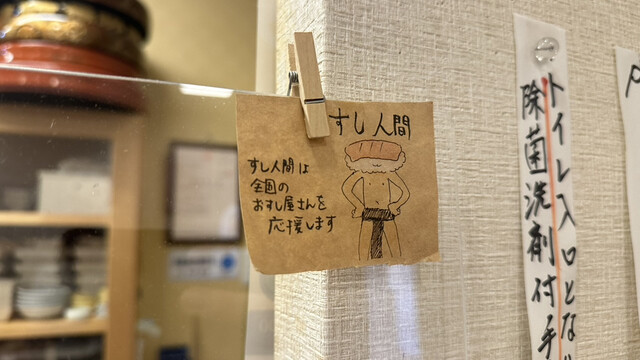 すし人間
すし人間は
全国の
おすし屋さんを
応援します
トイレ入口とな
除菌洗剤付手